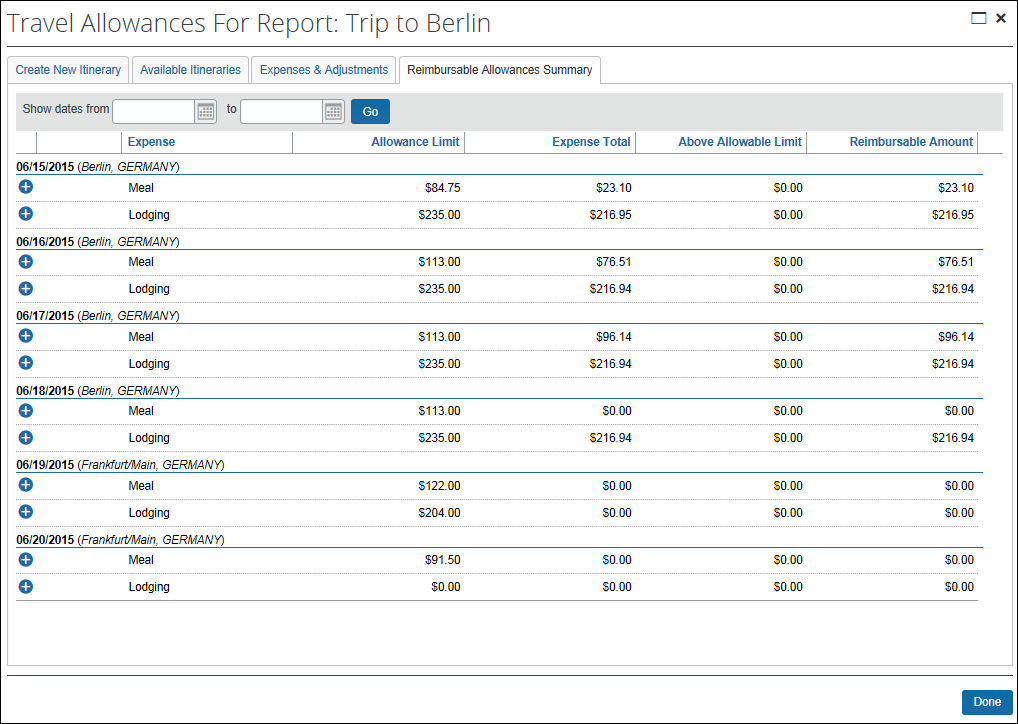 Travel Allowances For Report: Trip to Berlin
Create New Itinerary Available Itineraries Expenses & Adjustments Reimbursable Allowances Summary
Show dates from to Go
Expense Allowance Limit Expense Total Above Allowable Limit Reimbursable Amount
06/15/2015 (Berlin, GERMANY)
Meal $84.75 $23.10 $0.00 $23.10
Lodging $235.00 $216.95 $0.00 $216.95
06/16/2015 (Berlin, GERMANY)
Meal $113.00 $76.51 $0.00 $76.51
Lodging $235.00 $216.94 $0.00 $216.94
06/17/2015 (Berlin, GERMANY)
Meal $113.00 $96.14 $0.00 $96.14
Lodging $235.00 $216.94 $0.00 $216.94
06/18/2015 (Berlin, GERMANY)
Meal $113.00 $0.00 $0.00 $0.00
Lodging $235.00 $216.94 $0.00 $216.94
06/19/2015 (Frankfurt/Main, GERMANY)
Meal $122.00 $0.00 $0.00 $0.00
Lodging $204.00 $0.00 $0.00 $0.00
06/20/2015 (Frankfurt/Main, GERMANY)
Meal $91.50 $0.00 $0.00 $0.00
Lodging $0.00 $0.00 $0.00 $0.00
Done